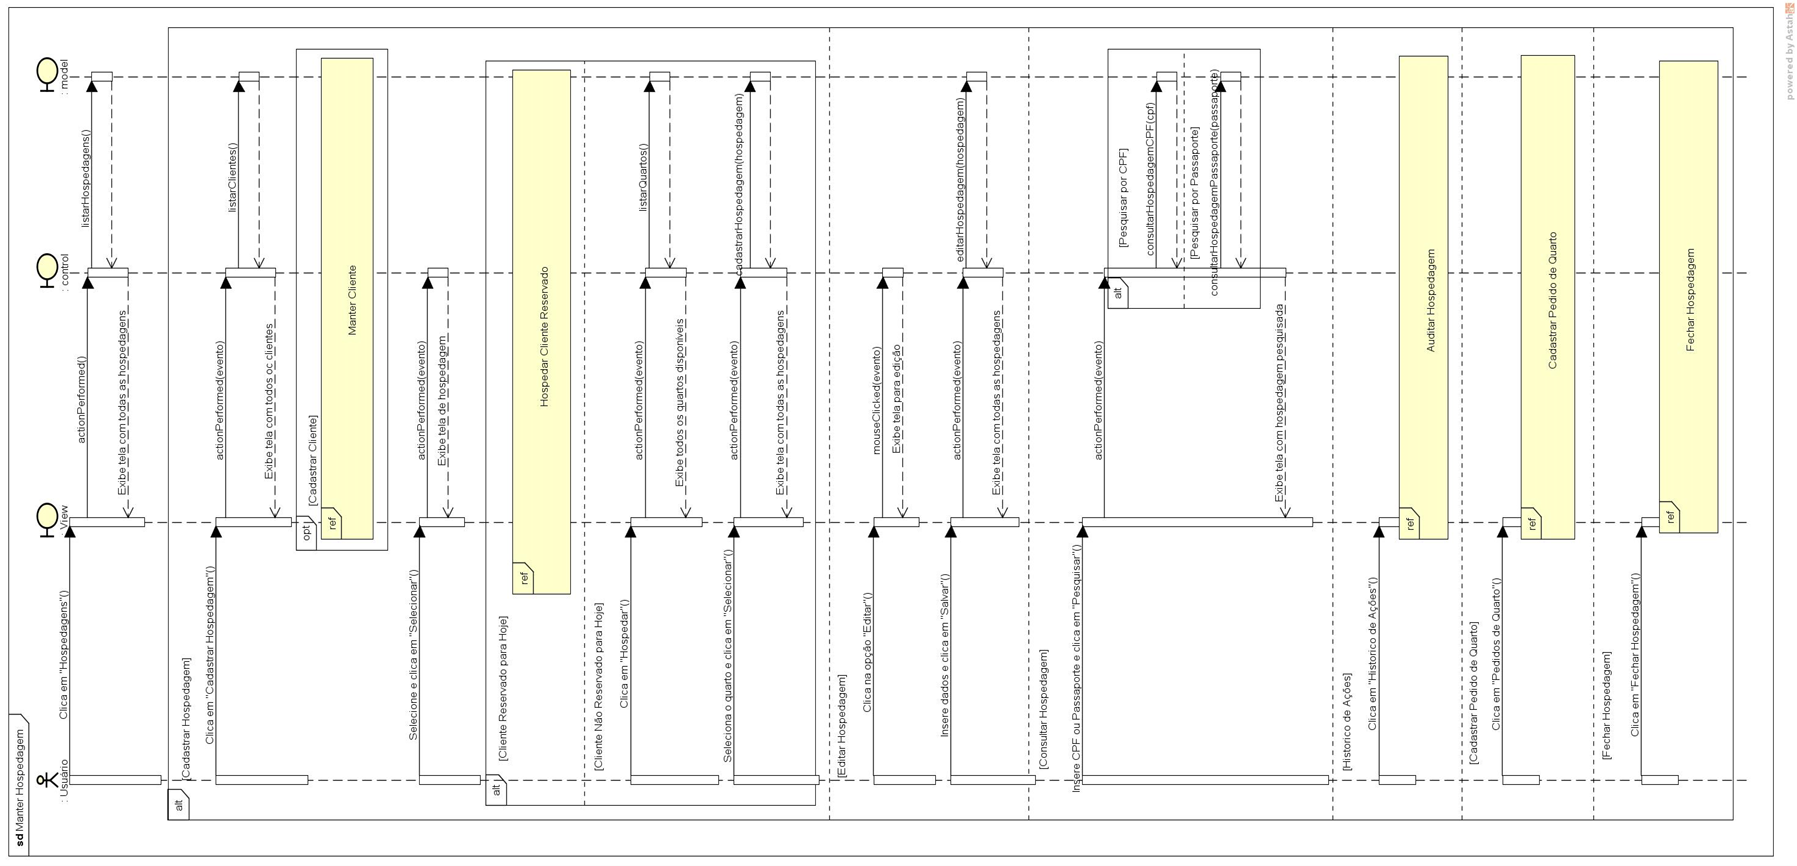 sd Manter Hospedagem
: Usuário
: View
: control
: model
Clica em "Hospedagens"()
actionPerformed()
listarHospedagens()
Exibe tela com todas as hospedagens
alt
[Cadastrar Hospedagem]
Clica em "Cadastrar Hospedagem"()
actionPerformed(evento)
listarClientes()
Exibe tela com todos oc clientes
opt
[Cadastrar Cliente]
ref
Manter Cliente
Selecione e clica em "Selecionar"()
actionPerformed(evento)
Exibe tela de hospedagem
alt
[Cliente Reservado para Hoje]
ref
Hospedar Cliente Reservado
[Cliente Não Reservado para Hoje]
Clica em "Hospedar"()
actionPerformed(evento)
listarQuartos()
Exibe todos os quartos disponíveis
Seleciona o quarto e clica em "Selecionar"()
actionPerformed(evento)
cadastrarHospedagem(hospedagem)
Exibe tela com todas as hospedagens
[Editar Hospedagem]
Clica na opção "Editar"()
mouseClicked(evento)
Exibe tela para edição
Insere dados e clica em "Salvar"()
actionPerformed(evento)
editarHospedagem(hospedagem)
Exibe tela com todas as hospedagens
[Consultar Hospedagem]
Insere CPF ou Passaporte e clica em "Pesquisar"()
actionPerformed(evento)
alt
[Pesquisar por CPF]
consultarHospedagemCPF(cpf)
[Pesquisar por Passaporte]
consultarHospedagemPassaporte(passaporte)
Exibe tela com hospedagem pesquisada
[Historico de Ações]
Clica em "Historico de Ações"()
ref
Auditar Hospedagem
[Cadastrar Pedido de Quarto]
Clica em "Pedidos de Quarto"()
ref
Cadastrar Pedido de Quarto
[Fechar Hospedagem]
Clica em "Fechar Hospedagem"()
ref
Fechar Hospedagem
powered by Astah